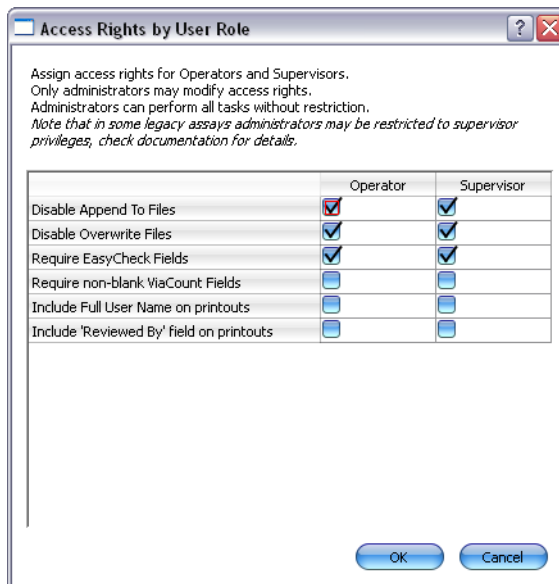 Access Rights by User Role
?
Assign access rights for Operators and Supervisors.
Only administrators may modify access rights.
Administrators can perform all tasks without restriction.
Note that in some legacy assays administrators may be restricted to supervisor
privileges, check documentation for details.
Operator Supervisor
Disable Append To Files
Disable Overwrite Files
Require EasyCheck Fields
Require non-blank ViaCount Fields
Include Full User Name on printouts
Include 'Reviewed By' field on printouts
OK Cancel